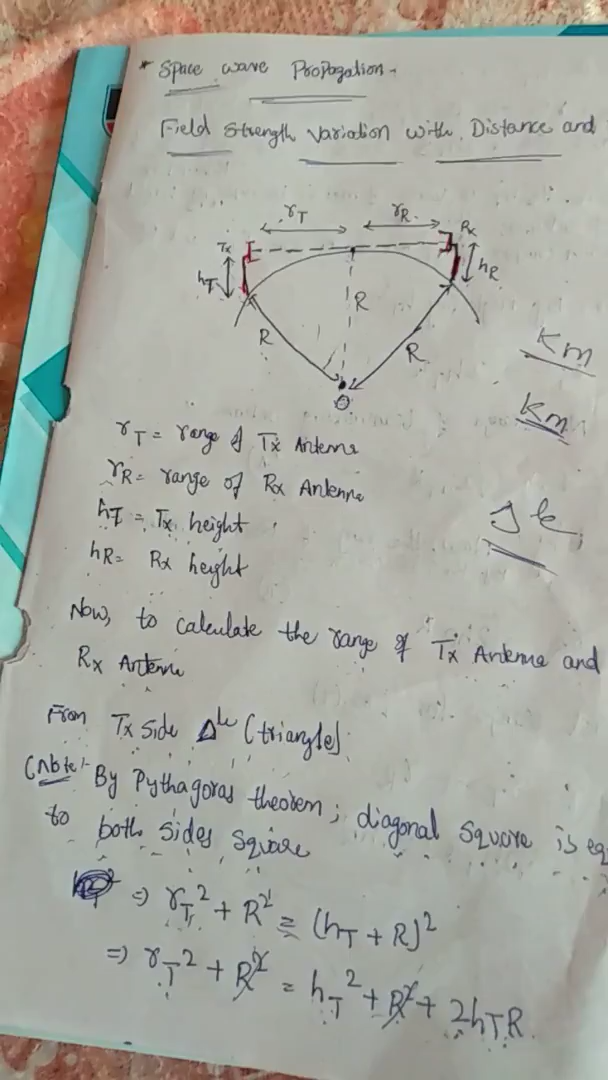 * Space wave Propogation -
Field Strength Variation with Distance and
rT rR
Tx Rx
hT hR
R
R R
O
Km
Km
rT = range of Tx Antenna
rR = range of Rx Antenna
hT = Tx height
hR = Rx height
Now, to calculate the range of Tx Antenna and
Rx Antenna
From Tx side Δle (triangle)
(Note:- By Pythagoras theorem; diagonal square is eq
to both sides square
⇒ rT² + R² = (hT + R)²
⇒ rT² + R² = hT² + R² + 2hTR